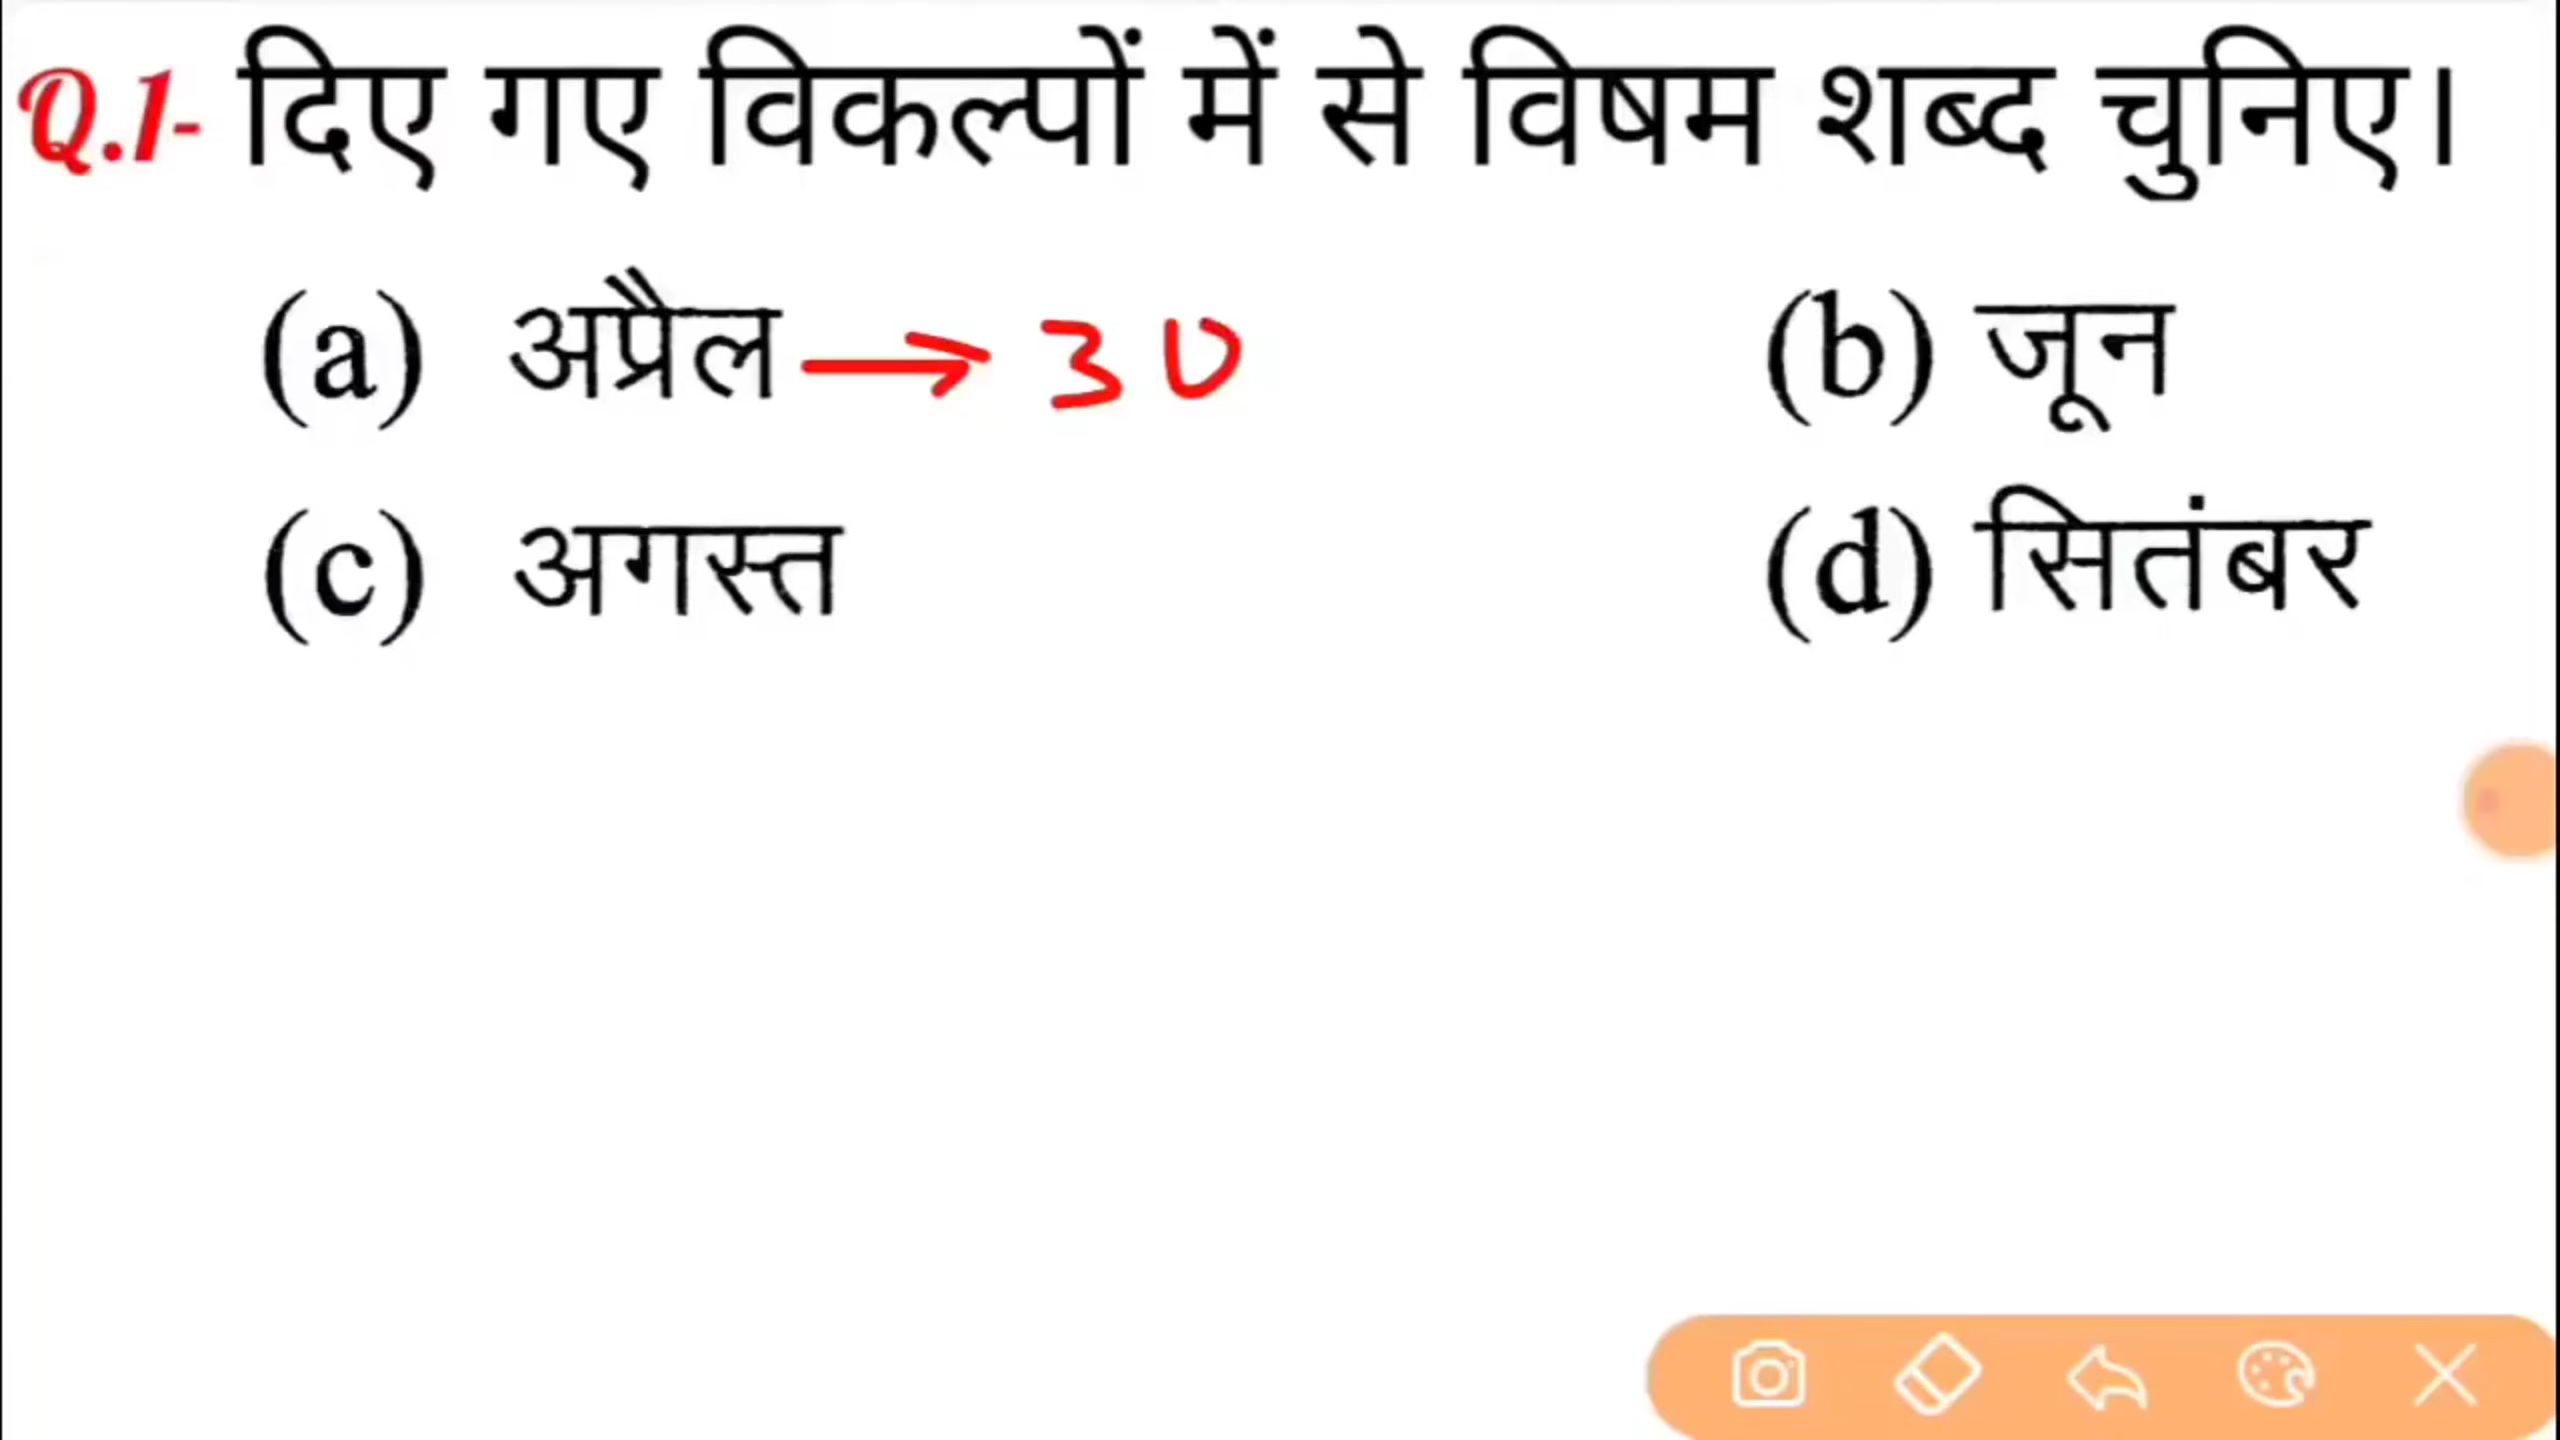 Q.1- दिए गए विकल्पों में से विषम शब्द चुनिए।
(a) अप्रैल → 30 (b) जून
(c) अगस्त (d) सितंबर